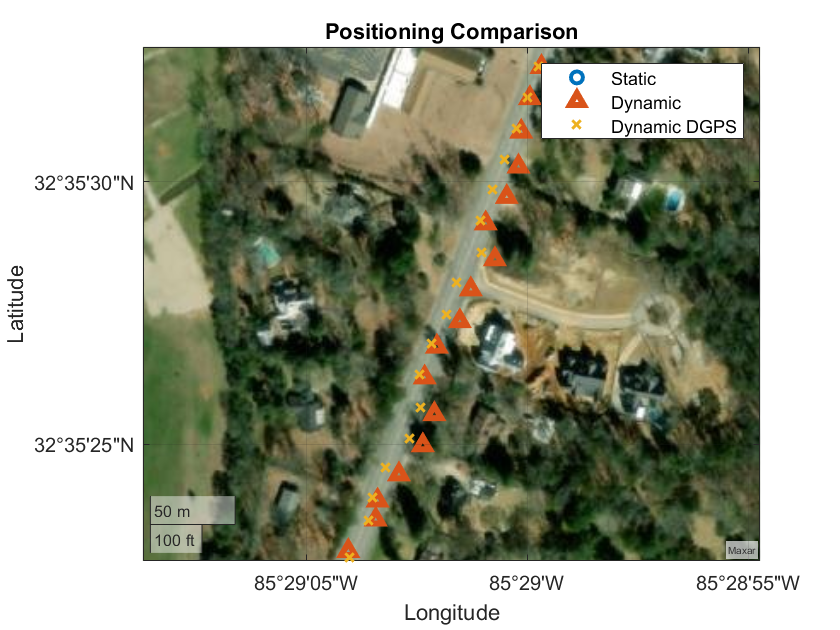 Positioning Comparison
Static
Dynamic
Dynamic DGPS
32°35'30"N
Latitude
32°35'25"N
50 m
100 ft
Maxar
85°29'05"W
85°29'W
85°28'55"W
Longitude